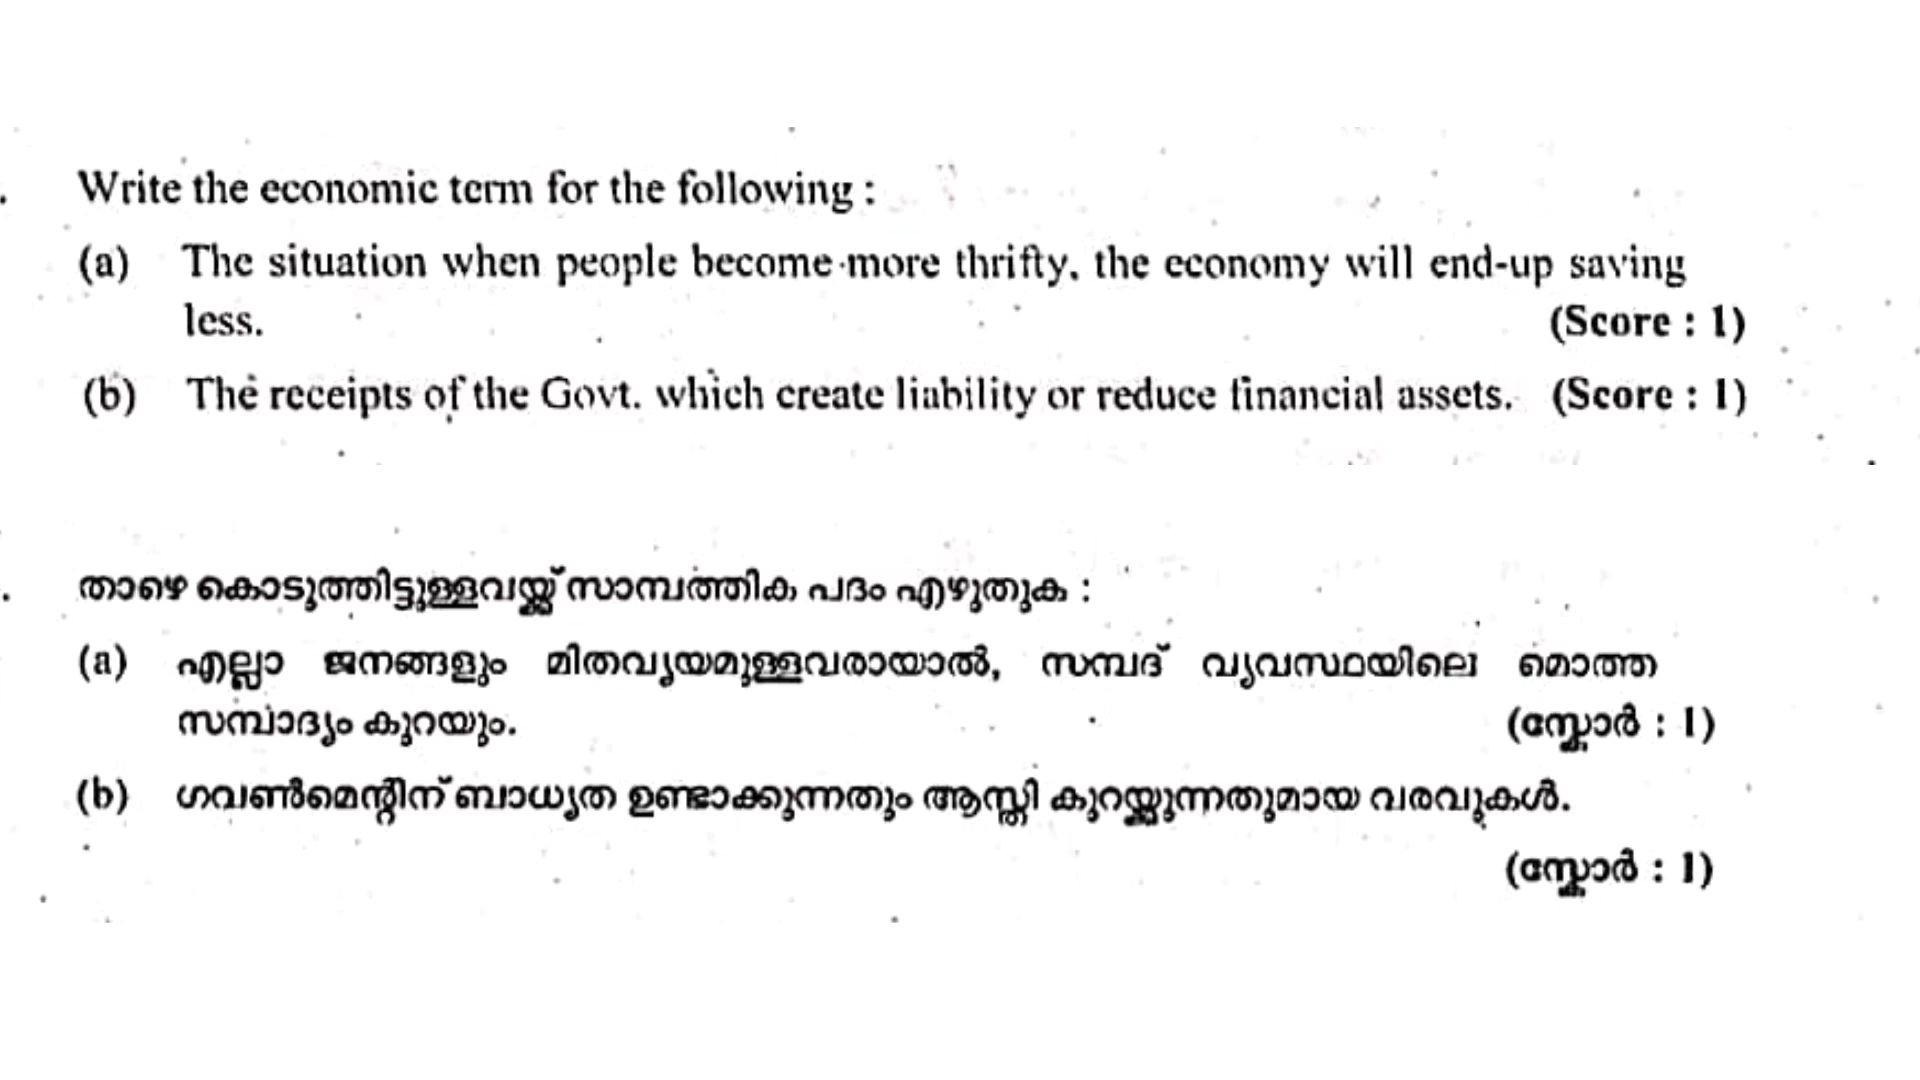 Write the economic term for the following :
(a) The situation when people become more thrifty, the economy will end-up saving
less. (Score : 1)
(b) The receipts of the Govt. which create liability or reduce financial assets. (Score : 1)
താഴെ കൊടുത്തിട്ടുള്ളവയ്ക്ക് സാമ്പത്തിക പദം എഴുതുക :
(a) എല്ലാ ജനങ്ങളും മിതവ്യയമുള്ളവരായാൽ, സമ്പദ് വ്യവസ്ഥയിലെ മൊത്ത
സമ്പാദ്യം കുറയും. (സ്കോർ : 1)
(b) ഗവൺമെന്റിന് ബാധ്യത ഉണ്ടാക്കുന്നതും ആസ്തി കുറയ്ക്കുന്നതുമായ വരവുകൾ.
(സ്കോർ : 1)